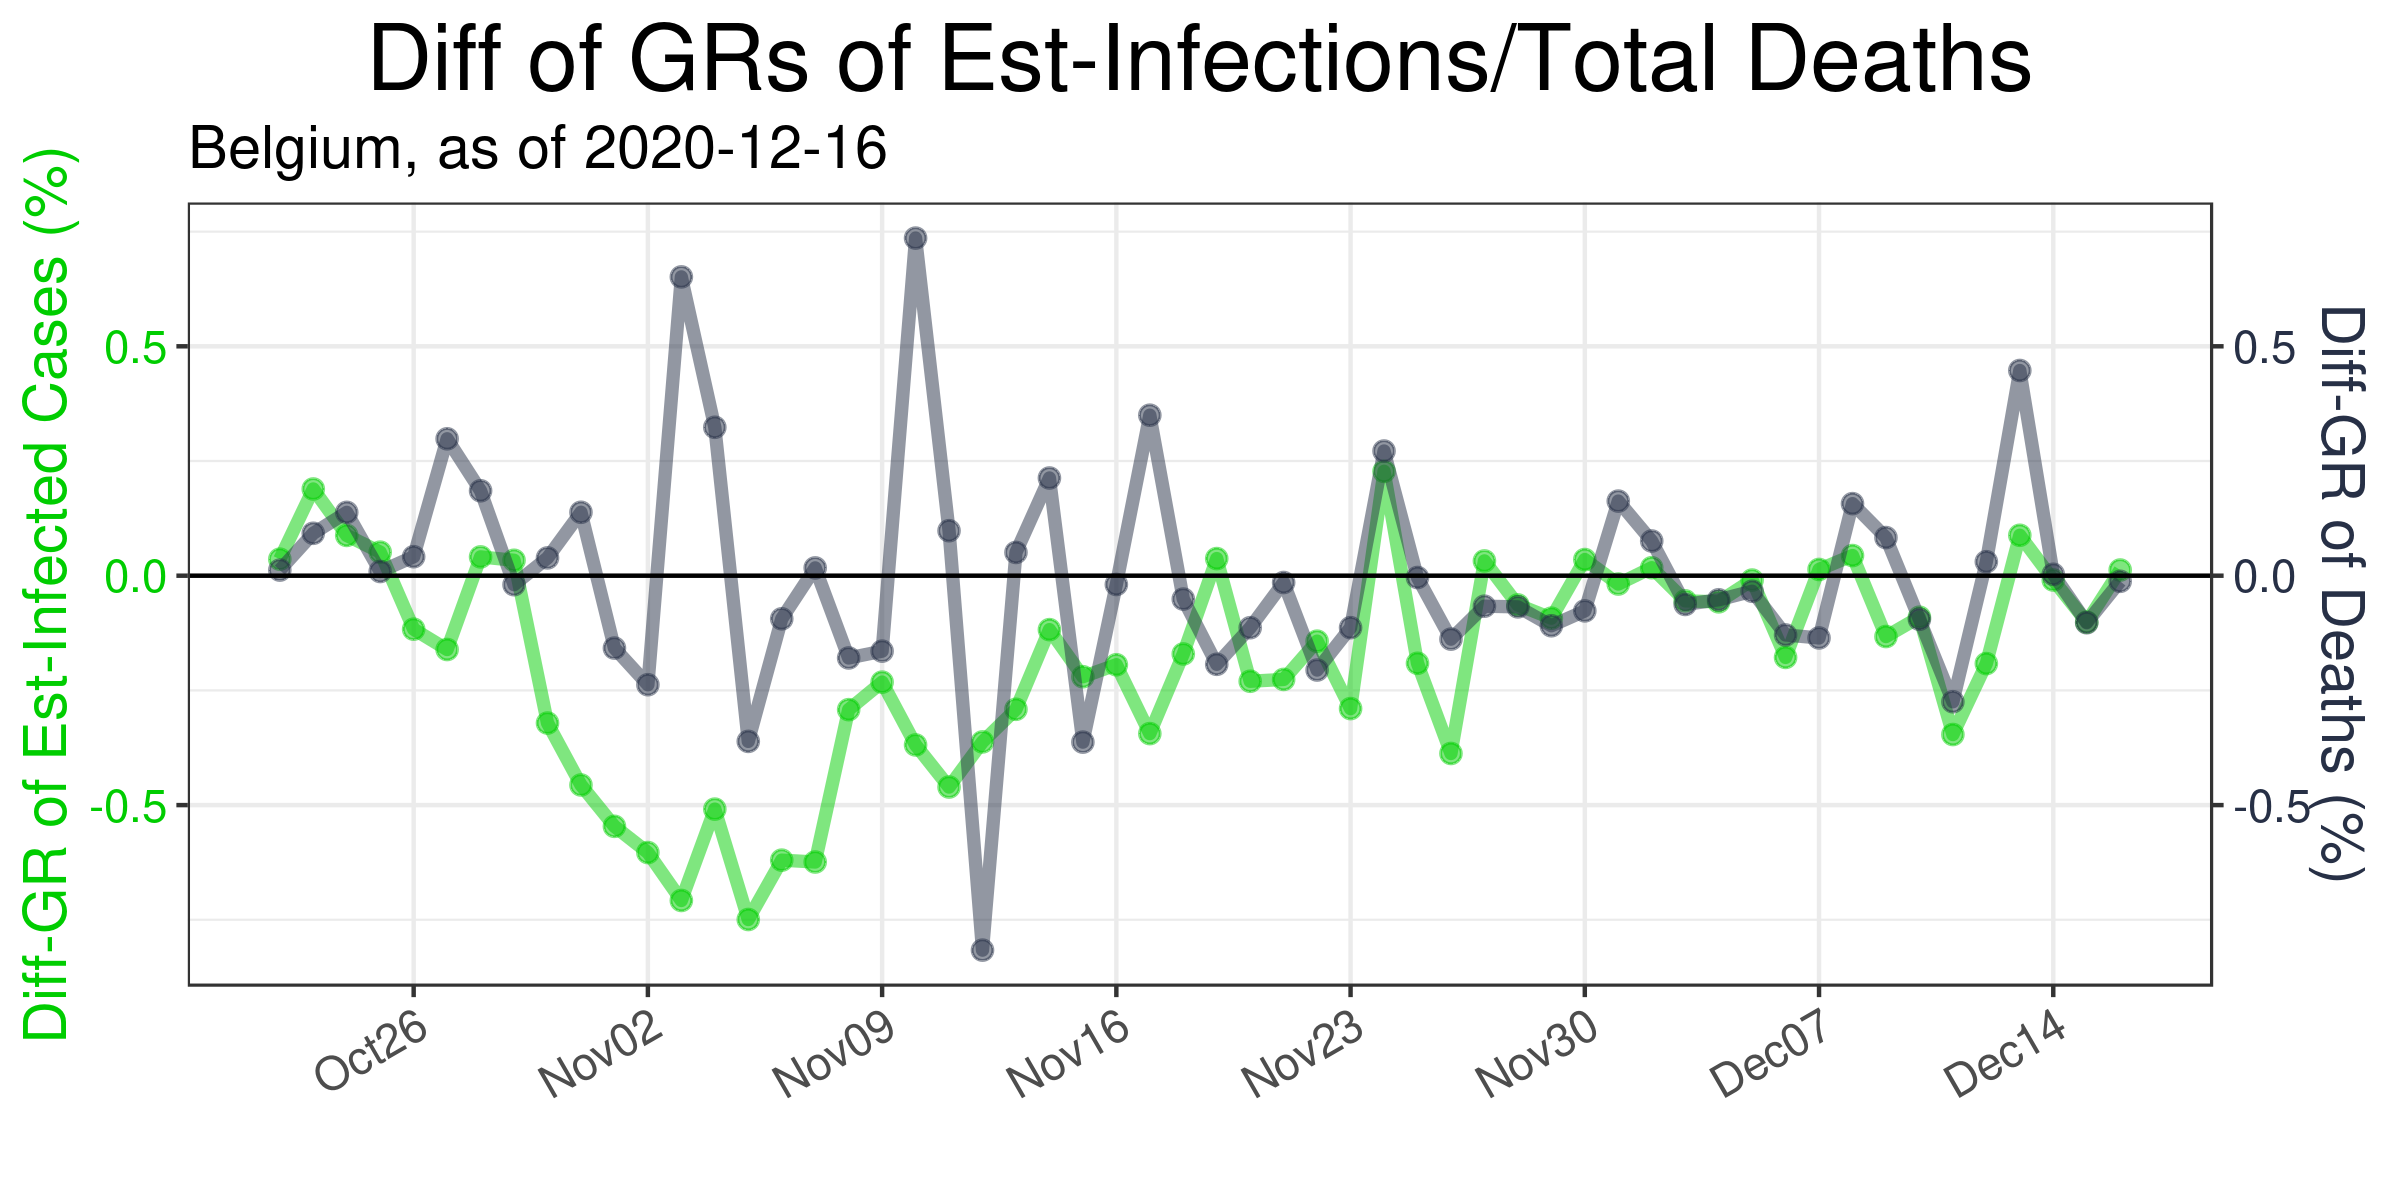 Diff of GRs of Est-Infections/Total Deaths
Belgium, as of 2020-12-16
Diff-GR of Est-Infected Cases (%)
0.5
0.0
-0.5
0.5
0.0
-0.5
Diff-GR of Deaths (%)
Oct26
Nov02
Nov09
Nov16
Nov23
Nov30
Dec07
Dec14